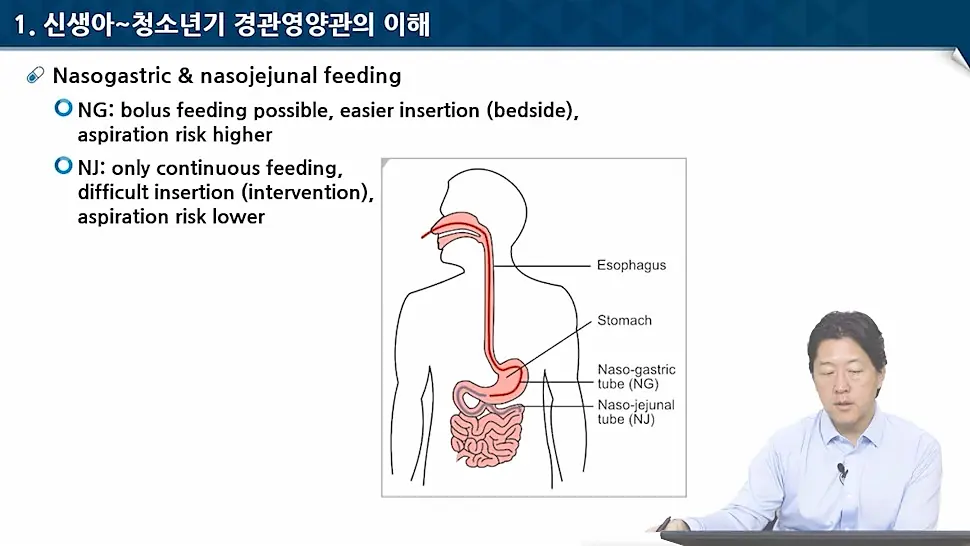 1. 신생아~청소년기 경관영양관의 이해
Nasogastric & nasojejunal feeding
NG: bolus feeding possible, easier insertion (bedside),
aspiration risk higher
NJ: only continuous feeding,
difficult insertion (intervention),
aspiration risk lower
Esophagus
Stomach
Naso-gastric
tube (NG)
Naso-jejunal
tube (NJ)